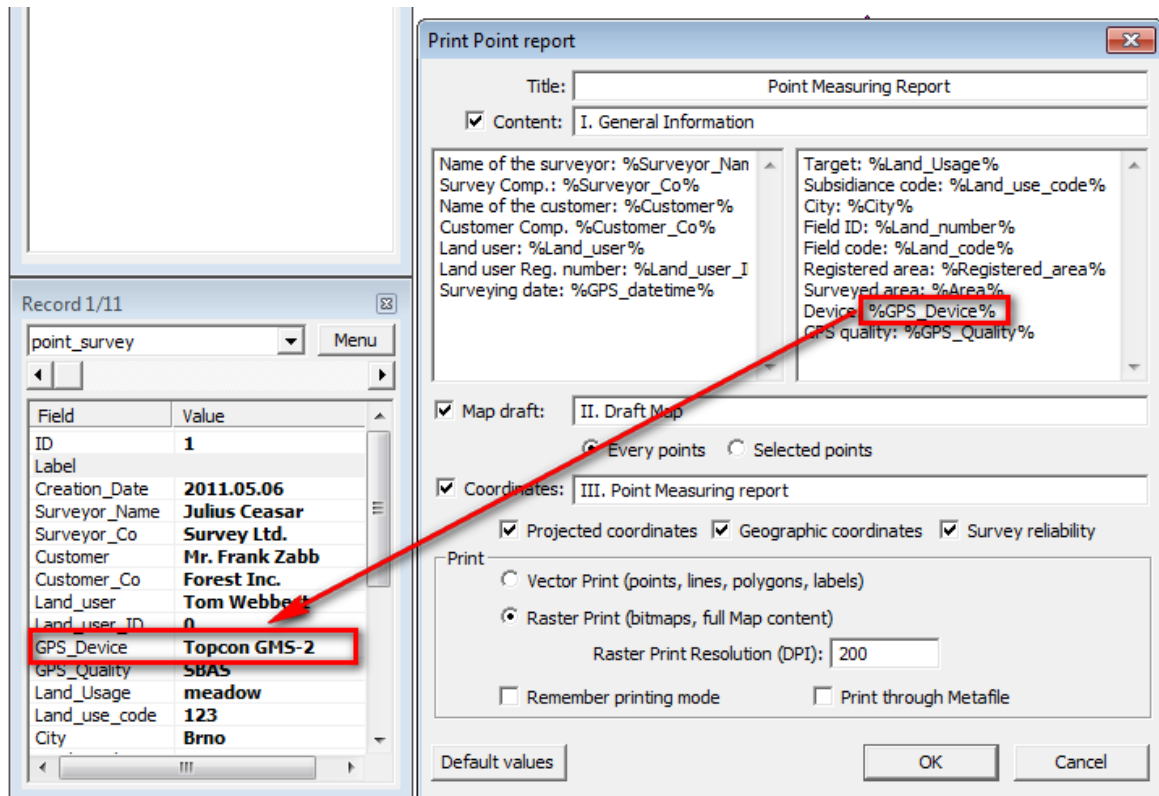 Record 1/11
point_survey
Menu
Field Value
ID 1
Label
Creation_Date 2011.05.06
Surveyor_Name Julius Ceasar
Surveyor_Co Survey Ltd.
Customer Mr. Frank Zabb
Customer_Co Forest Inc.
Land_user Tom Webbert
Land_user_ID 0
GPS_Device Topcon GMS-2
GPS_Quality SBAS
Land_Usage meadow
Land_use_code 123
City Brno
Print Point report
Title: Point Measuring Report
Content: I. General Information
Name of the surveyor: %Surveyor_Nan
Survey Comp.: %Surveyor_Co%
Name of the customer: %Customer%
Customer Comp. %Customer_Co%
Land user: %Land_user%
Land user Reg. number: %Land_user_I
Surveying date: %GPS_datetime%
Target: %Land_Usage%
Subsidiance code: %Land_use_code%
City: %City%
Field ID: %Land_number%
Field code: %Land_code%
Registered area: %Registered_area%
Surveyed area: %Area%
Device: %GPS_Device%
GPS quality: %GPS_Quality%
Map draft: II. Draft Map
Every points Selected points
Coordinates: III. Point Measuring report
Projected coordinates Geographic coordinates Survey reliability
Print
Vector Print (points, lines, polygons, labels)
Raster Print (bitmaps, full Map content)
Raster Print Resolution (DPI): 200
Remember printing mode Print through Metafile
Default values OK Cancel